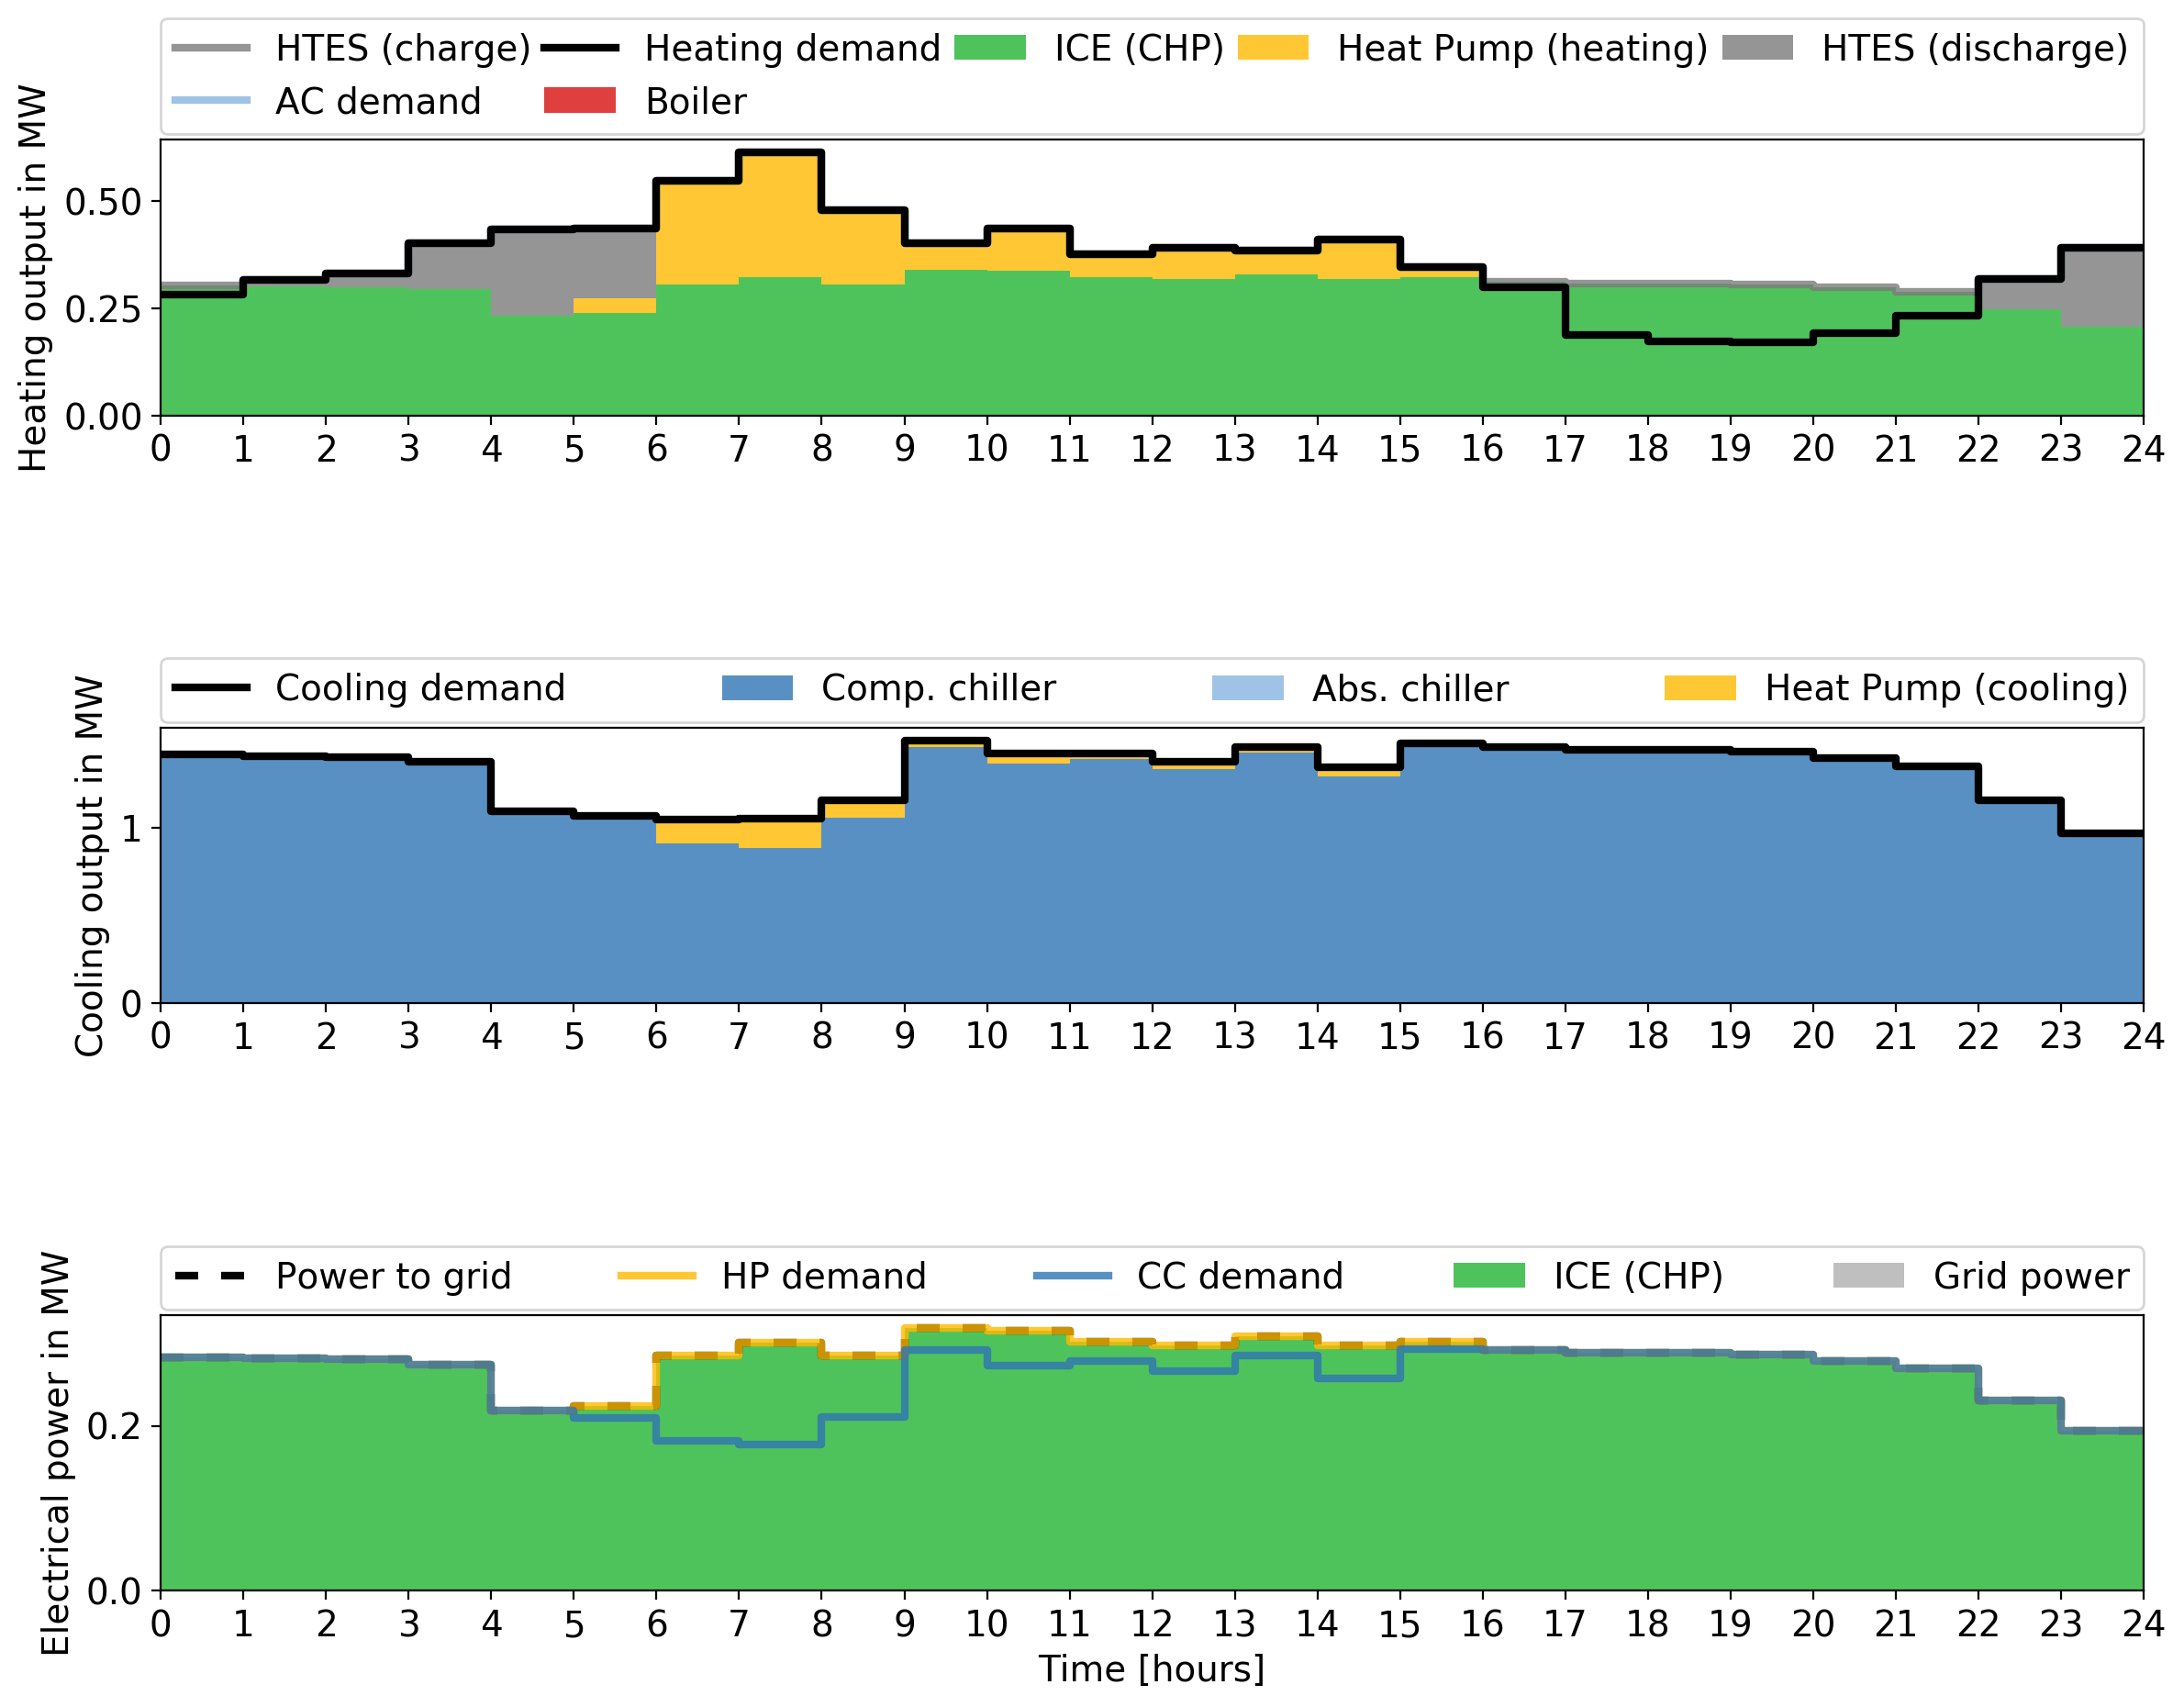 HTES (charge) Heating demand ICE (CHP) Heat Pump (heating) HTES (discharge)
AC demand Boiler
Heating output in MW
0.50
0.25
0.00
0 1 2 3 4 5 6 7 8 9 10 11 12 13 14 15 16 17 18 19 20 21 22 23 24
Cooling demand Comp. chiller Abs. chiller Heat Pump (cooling)
Cooling output in MW
1
0
0 1 2 3 4 5 6 7 8 9 10 11 12 13 14 15 16 17 18 19 20 21 22 23 24
Power to grid HP demand CC demand ICE (CHP) Grid power
Electrical power in MW
0.2
0.0
0 1 2 3 4 5 6 7 8 9 10 11 12 13 14 15 16 17 18 19 20 21 22 23 24
Time [hours]